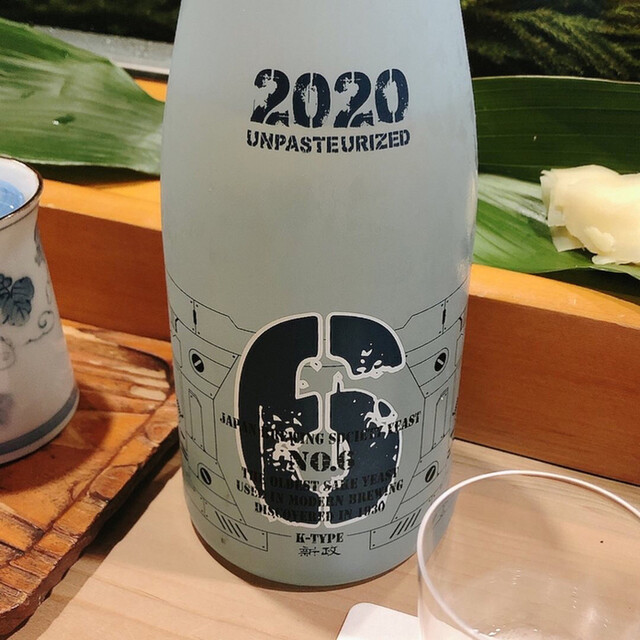 2020
UNPASTEURIZED
6
JAPAN BREWING SOCIETY YEAST
NO.6
THE OLDEST SAKE YEAST
USED IN MODERN BREWING
DISCOVERED IN 1930
K-TYPE
新政